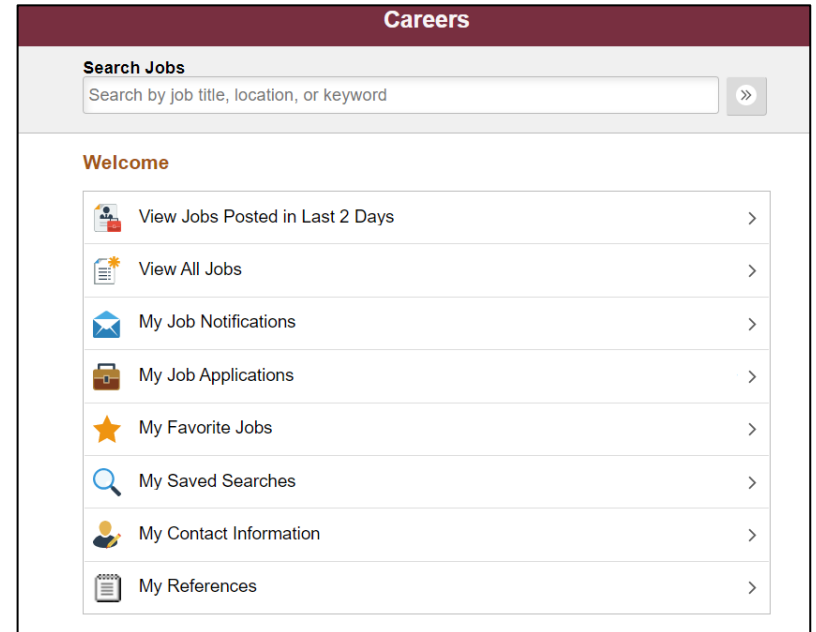 Careers
Search Jobs
Search by job title, location, or keyword
Welcome
View Jobs Posted in Last 2 Days
View All Jobs
My Job Notifications
My Job Applications
My Favorite Jobs
My Saved Searches
My Contact Information
My References